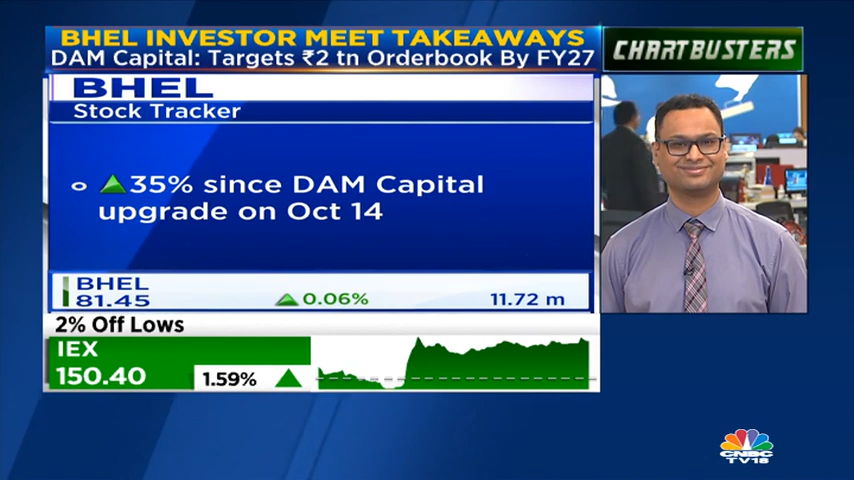 BHEL INVESTOR MEET TAKEAWAYS
DAM Capital: Targets ₹2 tn Orderbook By FY27
CHARTBUSTERS
BHEL
Stock Tracker
35% since DAM Capital
upgrade on Oct 14
BHEL
81.45 0.06% 11.72 m
2% Off Lows
IEX
150.40 1.59%
CNBC
TV18